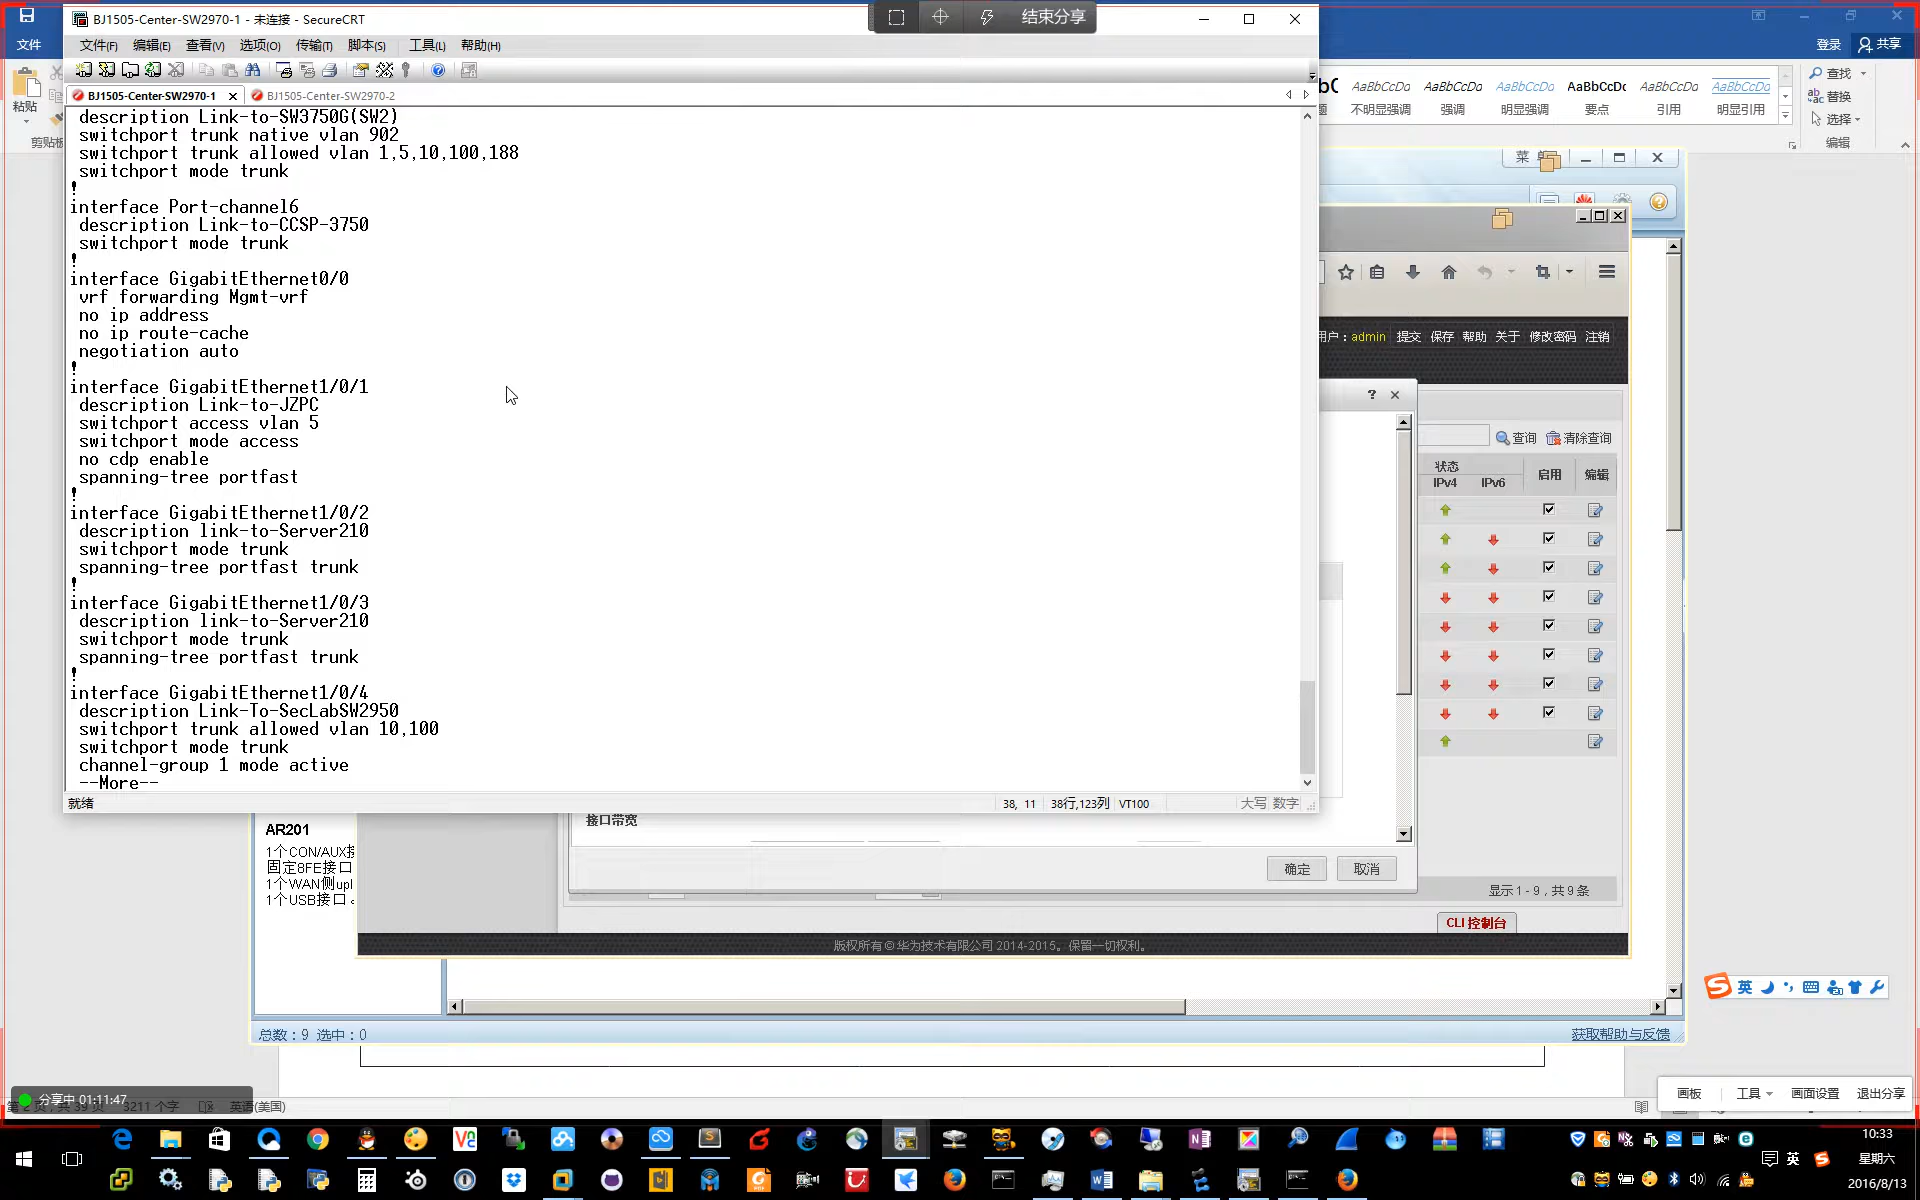 BJ1505-Center-SW2970-1 - 未连接 - SecureCRT
结束分享
文件
登录
共享
文件(F) 编辑(E) 查看(V) 选项(O) 传输(T) 脚本(S) 工具(L) 帮助(H)
粘贴
剪贴板
BJ1505-Center-SW2970-1
BJ1505-Center-SW2970-2
AaBbCcDc AaBbCcDc AaBbCcDc AaBbCcDc AaBbCcDc AaBbCcDc
不明显强调 强调 明显强调 要点 引用 明显引用
查找
替换
选择
编辑
description Link-to-SW3750G(SW2)
switchport trunk native vlan 902
switchport trunk allowed vlan 1,5,10,100,188
switchport mode trunk
!
interface Port-channel6
description Link-to-CCSP-3750
switchport mode trunk
!
interface GigabitEthernet0/0
vrf forwarding Mgmt-vrf
no ip address
no ip route-cache
negotiation auto
!
interface GigabitEthernet1/0/1
description Link-to-JZPC
switchport access vlan 5
switchport mode access
no cdp enable
spanning-tree portfast
!
interface GigabitEthernet1/0/2
description link-to-Server210
switchport mode trunk
spanning-tree portfast trunk
!
interface GigabitEthernet1/0/3
description link-to-Server210
switchport mode trunk
spanning-tree portfast trunk
!
interface GigabitEthernet1/0/4
description Link-To-SecLabSW2950
switchport trunk allowed vlan 10,100
switchport mode trunk
channel-group 1 mode active
--More--
就绪
38, 11 38行,123列 VT100 大写 数字
用户：admin 提交 保存 帮助 关于 修改密码 注销
查询 清除查询
状态
IPv4 IPv6 启用 编辑
接口带宽
确定 取消
显示 1 - 9，共 9 条
CLI 控制台
版权所有 © 华为技术有限公司 2014-2015。保留一切权利。
AR201
1个CON/AUX接
固定8FE接口
1个WAN侧upl
1个USB接口
总数：9 选中：0
获取帮助与反馈
英
分享中 01:11:47
3211 个字
英语(美国)
画板 工具 画面设置 退出分享
英
10:33
星期六
2016/8/13